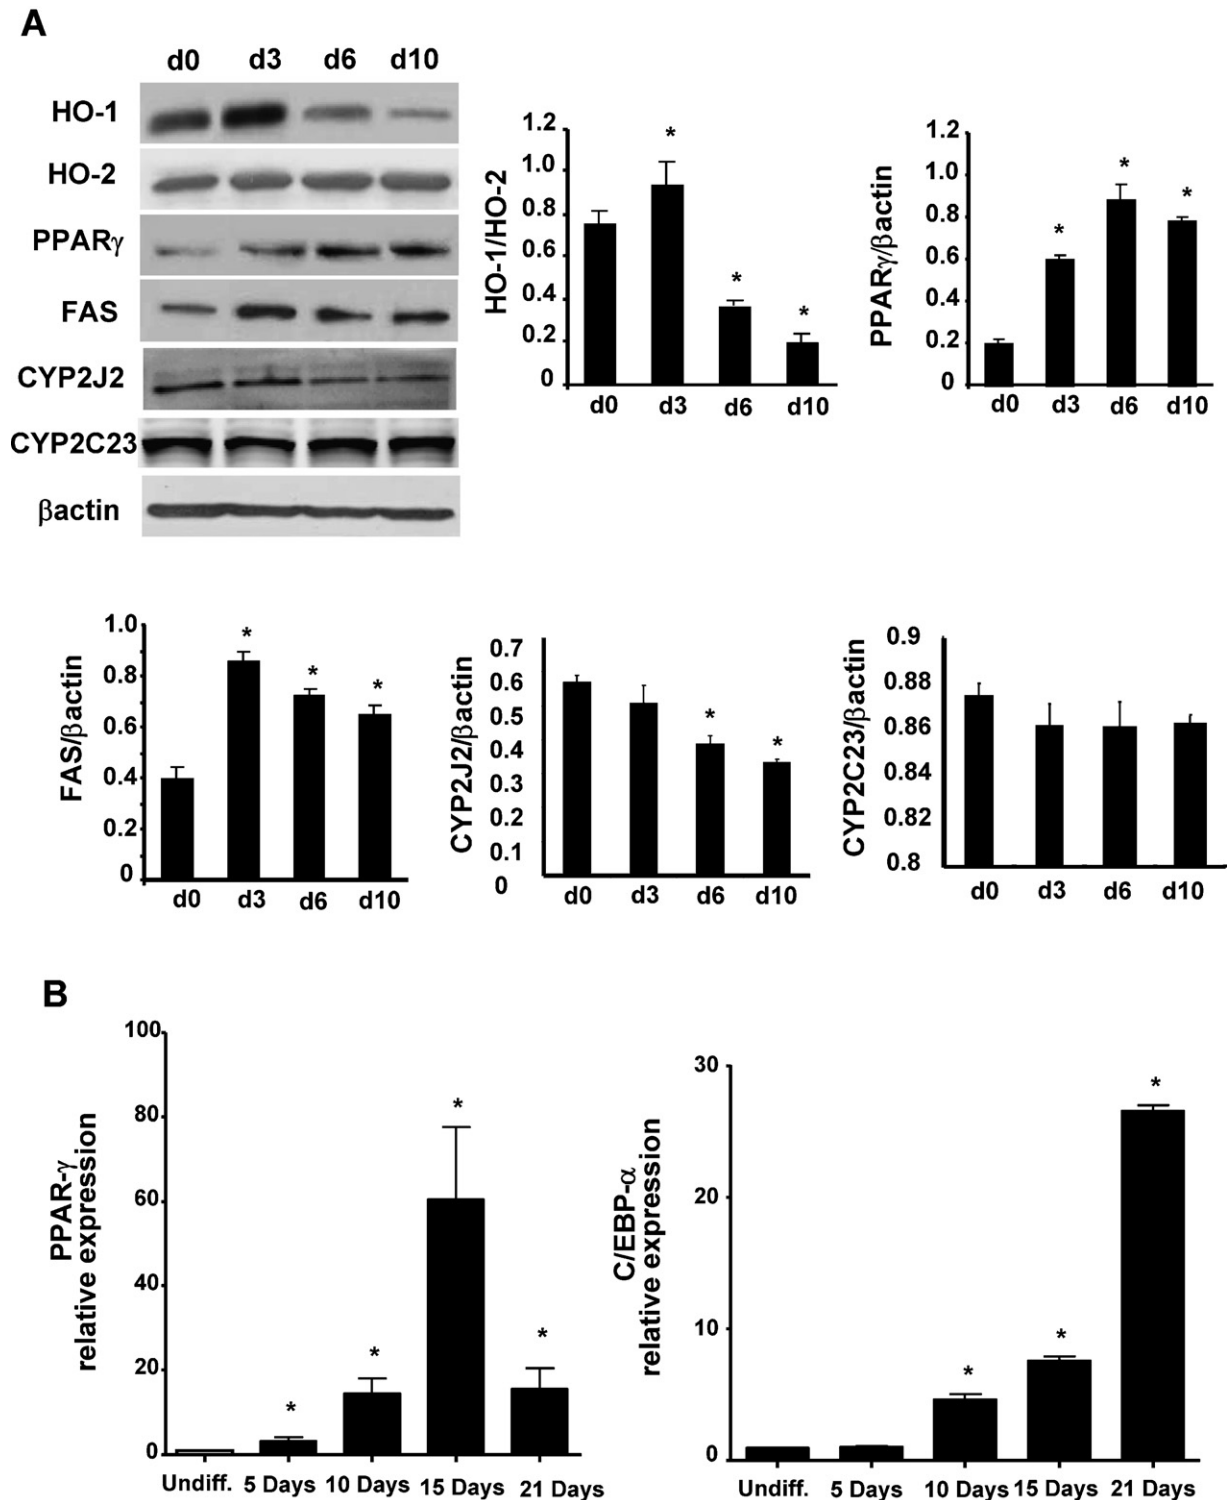 A
d0 d3 d6 d10
HO-1
HO-2
PPARγ
FAS
CYP2J2
CYP2C23
βactin
HO-1/HO-2
1.2
1.0
0.8
0.6
0.4
0.2
0
*
*
*
d0 d3 d6 d10
PPARγ/βactin
1.2
1.0
0.8
0.6
0.4
0.2
0
*
*
*
d0 d3 d6 d10
FAS/βactin
1.0
0.8
0.6
0.4
0.2
0
*
*
*
d0 d3 d6 d10
CYP2J2/βactin
0.7
0.6
0.5
0.4
0.3
0.2
0.1
0
*
*
d0 d3 d6 d10
CYP2C23/βactin
0.9
0.88
0.86
0.84
0.82
0.8
d0 d3 d6 d10
B
PPAR-γ
relative expression
100
80
60
40
20
0
*
*
*
*
Undiff. 5 Days 10 Days 15 Days 21 Days
C/EBP-α
relative expression
30
20
10
0
*
*
*
Undiff. 5 Days 10 Days 15 Days 21 Days